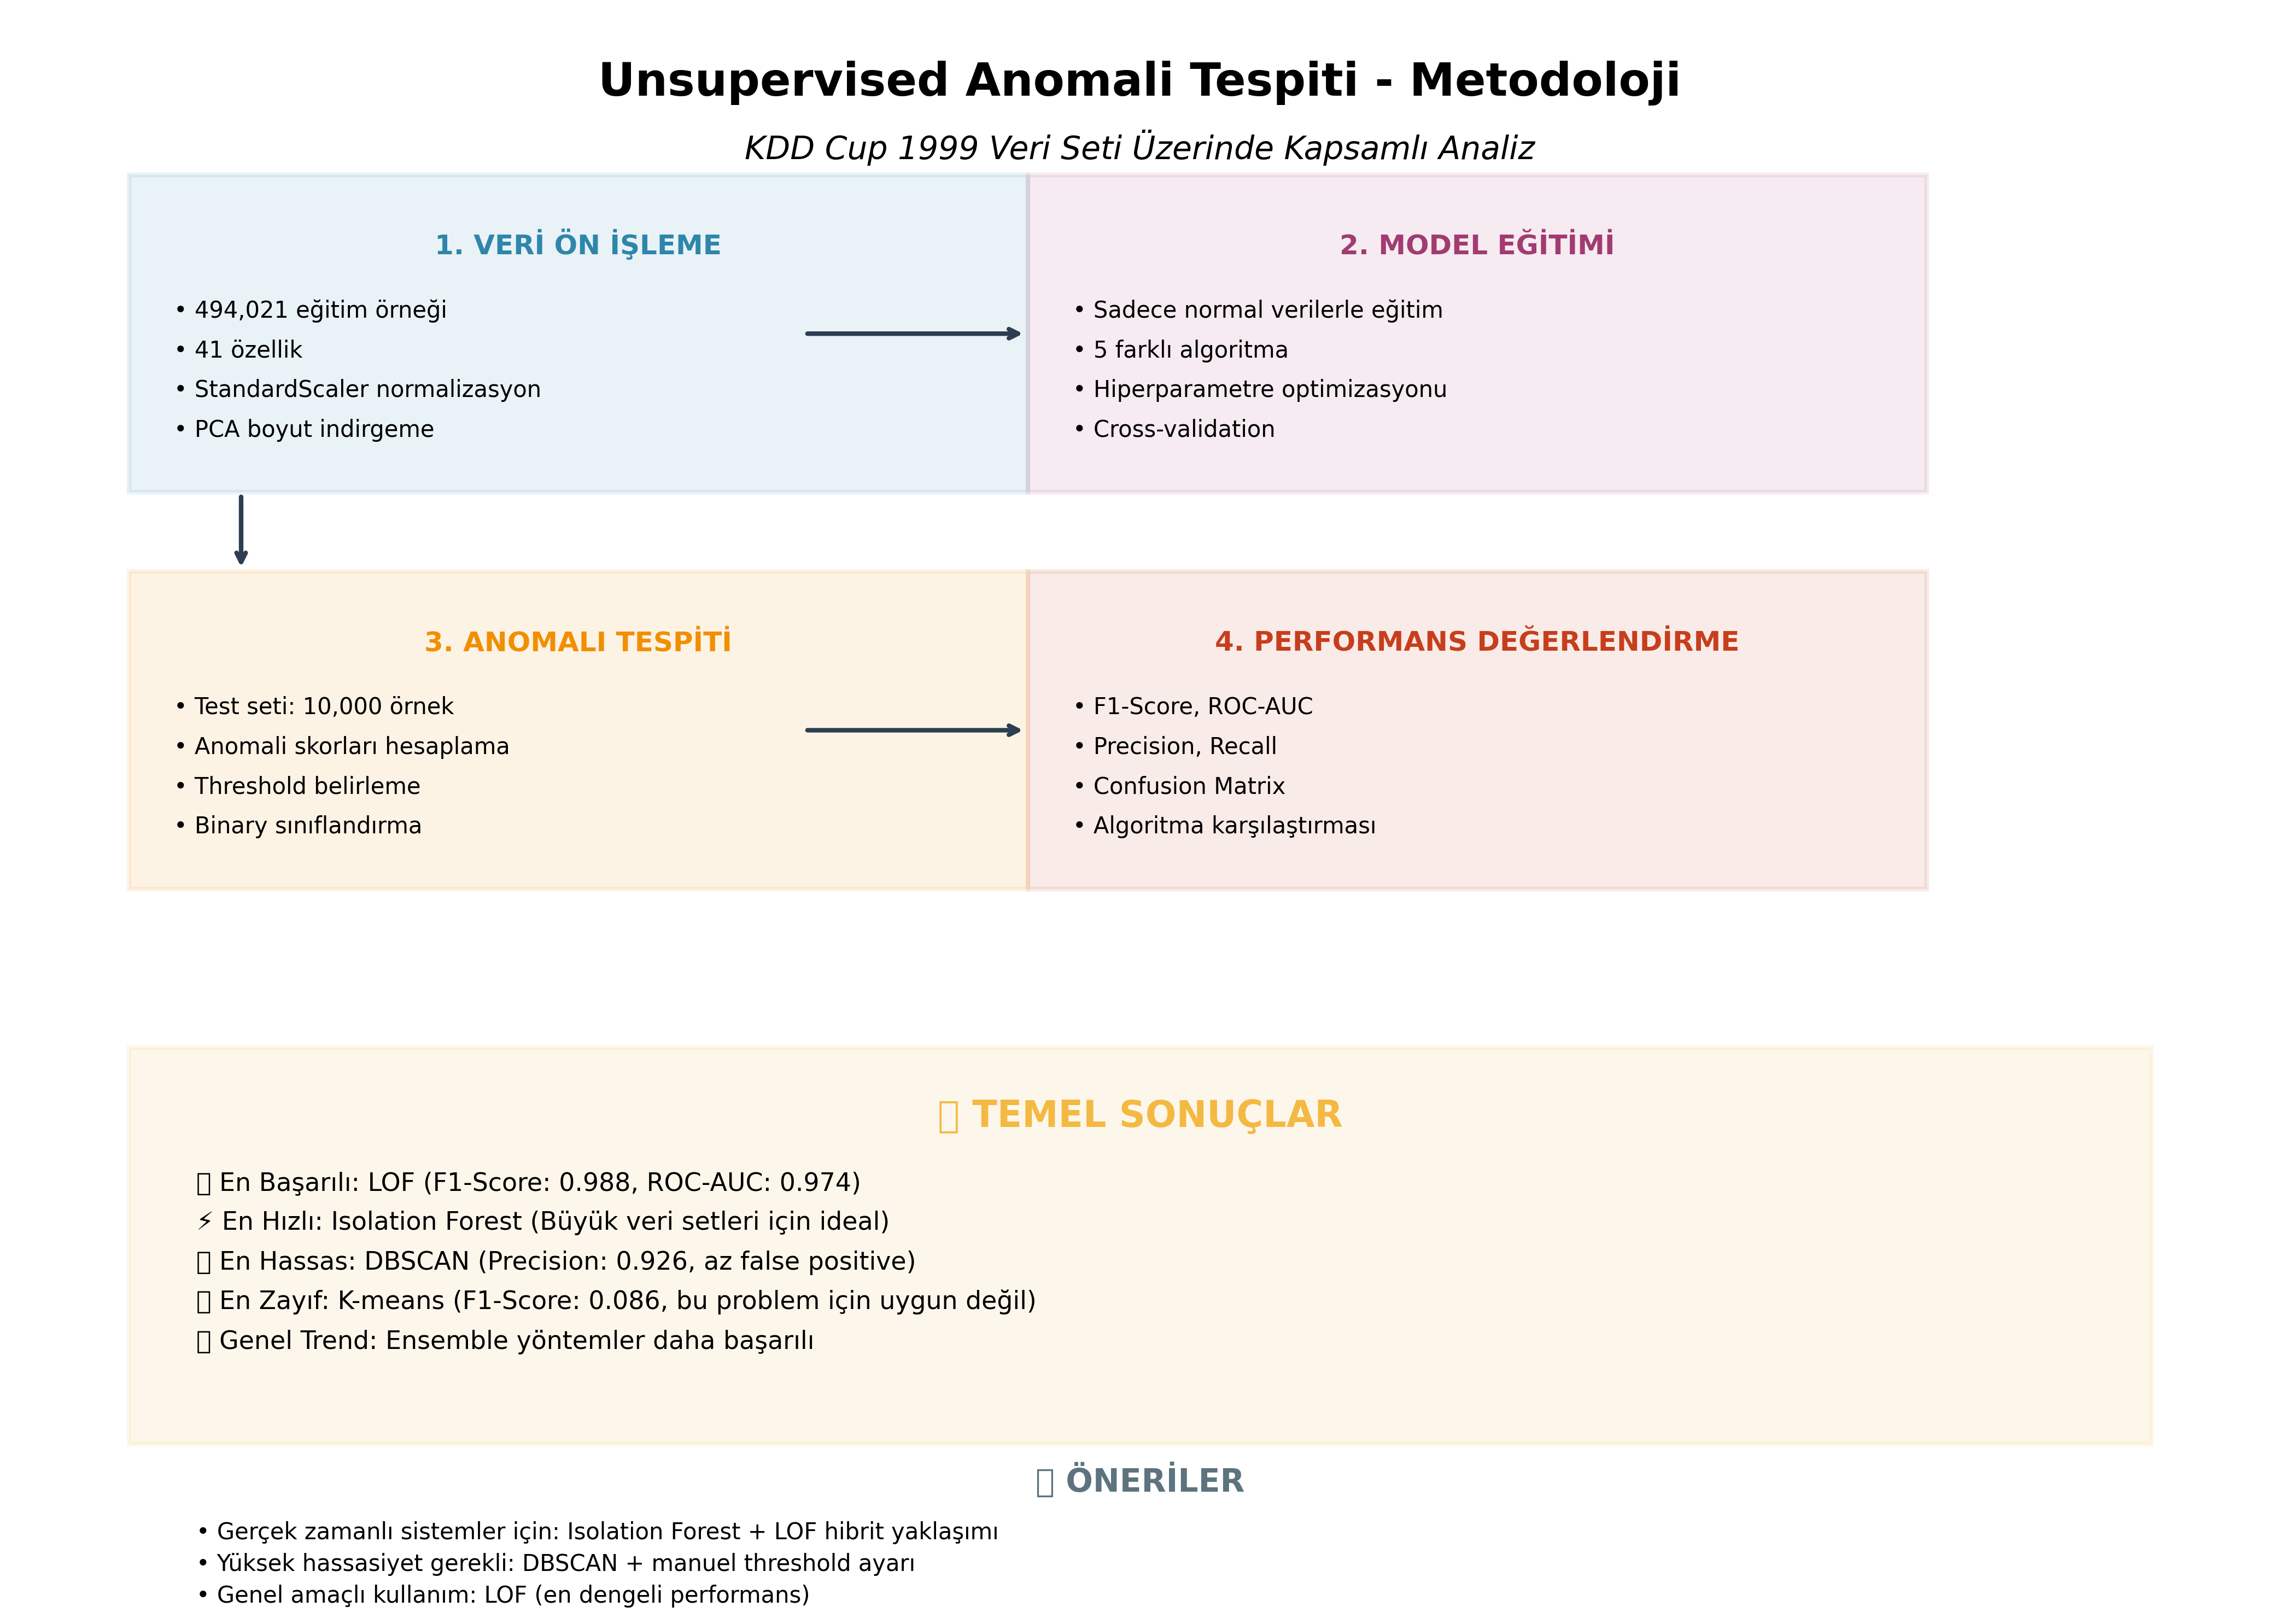 Unsupervised Anomali Tespiti - Metodoloji
KDD Cup 1999 Veri Seti Üzerinde Kapsamlı Analiz
1. VERİ ÖN İŞLEME
• 494,021 eğitim örneği
• 41 özellik
• StandardScaler normalizasyon
• PCA boyut indirgeme
2. MODEL EĞİTİMİ
• Sadece normal verilerle eğitim
• 5 farklı algoritma
• Hiperparametre optimizasyonu
• Cross-validation
3. ANOMALI TESPİTİ
• Test seti: 10,000 örnek
• Anomali skorları hesaplama
• Threshold belirleme
• Binary sınıflandırma
4. PERFORMANS DEĞERLENDİRME
• F1-Score, ROC-AUC
• Precision, Recall
• Confusion Matrix
• Algoritma karşılaştırması
TEMEL SONUÇLAR
En Başarılı: LOF (F1-Score: 0.988, ROC-AUC: 0.974)
⚡ En Hızlı: Isolation Forest (Büyük veri setleri için ideal)
En Hassas: DBSCAN (Precision: 0.926, az false positive)
En Zayıf: K-means (F1-Score: 0.086, bu problem için uygun değil)
Genel Trend: Ensemble yöntemler daha başarılı
ÖNERİLER
• Gerçek zamanlı sistemler için: Isolation Forest + LOF hibrit yaklaşımı
• Yüksek hassasiyet gerekli: DBSCAN + manuel threshold ayarı
• Genel amaçlı kullanım: LOF (en dengeli performans)